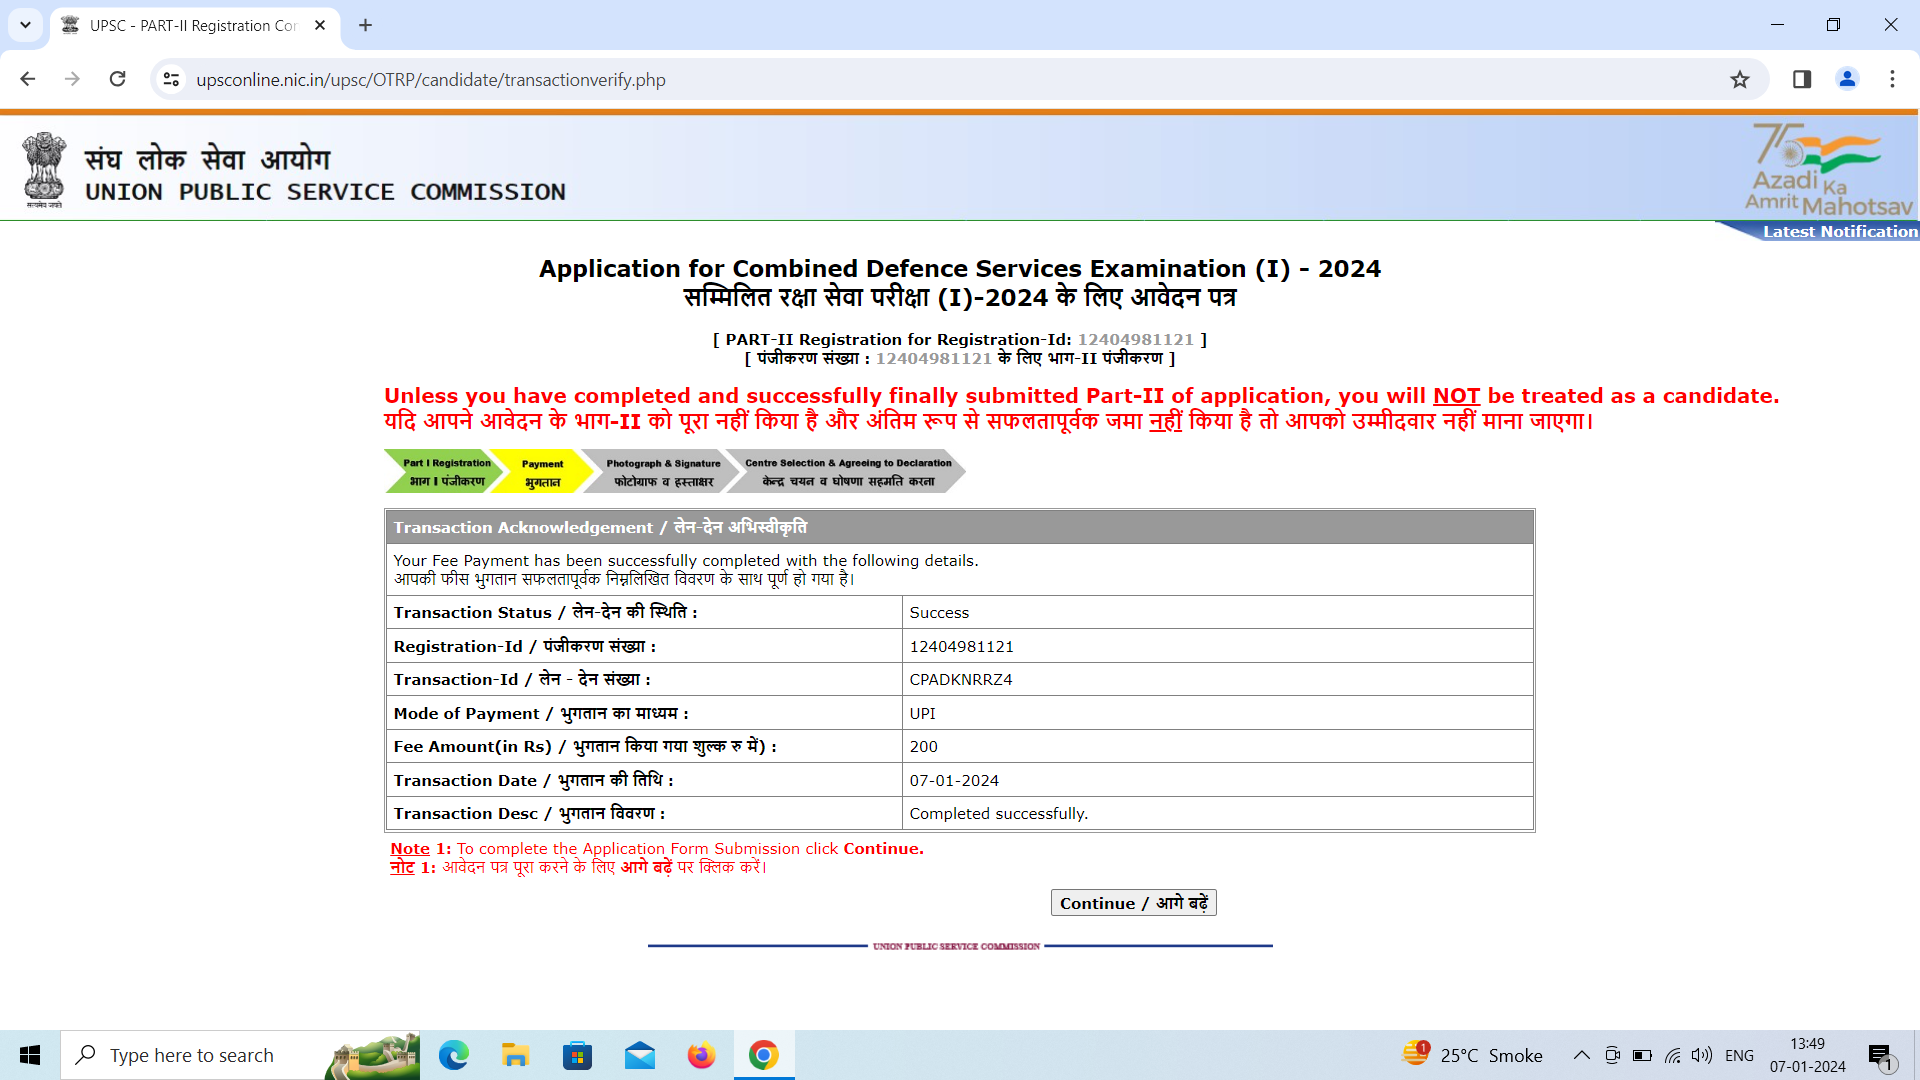 UPSC - PART-II Registration Cor
upsconline.nic.in/upsc/OTRP/candidate/transactionverify.php
संघ लोक सेवा आयोग
UNION PUBLIC SERVICE COMMISSION
सत्यमेव जयते
75
Azadi Ka
Amrit Mahotsav
Latest Notification
Application for Combined Defence Services Examination (I) - 2024
सम्मिलित रक्षा सेवा परीक्षा (I)-2024 के लिए आवेदन पत्र
[ PART-II Registration for Registration-Id: 12404981121 ]
[ पंजीकरण संख्या : 12404981121 के लिए भाग-II पंजीकरण ]
Unless you have completed and successfully finally submitted Part-II of application, you will NOT be treated as a candidate.
यदि आपने आवेदन के भाग-II को पूरा नहीं किया है और अंतिम रूप से सफलतापूर्वक जमा नहीं किया है तो आपको उम्मीदवार नहीं माना जाएगा।
Part I Registration
भाग I पंजीकरण
Payment
भुगतान
Photograph & Signature
फोटोग्राफ व हस्ताक्षर
Centre Selection & Agreeing to Declaration
केन्द्र चयन व घोषणा सहमति करना
Transaction Acknowledgement / लेन-देन अभिस्वीकृति
Your Fee Payment has been successfully completed with the following details.
आपकी फीस भुगतान सफलतापूर्वक निम्नलिखित विवरण के साथ पूर्ण हो गया है।
Transaction Status / लेन-देन की स्थिति : Success
Registration-Id / पंजीकरण संख्या : 12404981121
Transaction-Id / लेन - देन संख्या : CPADKNRRZ4
Mode of Payment / भुगतान का माध्यम : UPI
Fee Amount(in Rs) / भुगतान किया गया शुल्क रु में) : 200
Transaction Date / भुगतान की तिथि : 07-01-2024
Transaction Desc / भुगतान विवरण : Completed successfully.
Note 1: To complete the Application Form Submission click Continue.
नोट 1: आवेदन पत्र पूरा करने के लिए आगे बढ़ें पर क्लिक करें।
Continue / आगे बढ़ें
UNION PUBLIC SERVICE COMMISSION
Type here to search
1
25°C Smoke
ENG
13:49
07-01-2024
1